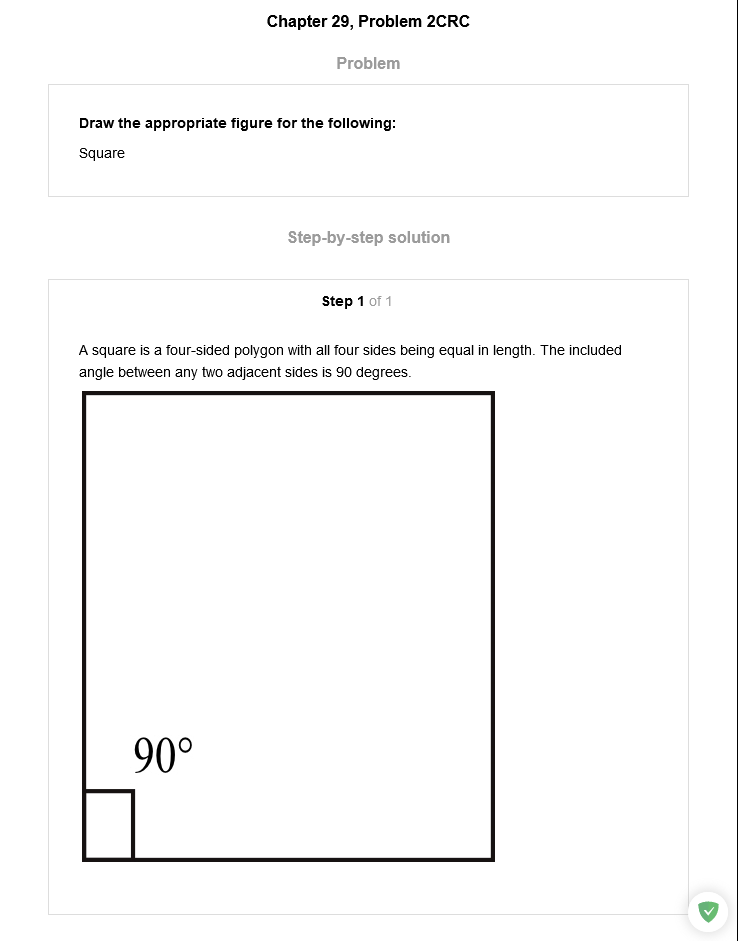 Chapter 29, Problem 2CRC
Problem
Draw the appropriate figure for the following:
Square
Step-by-step solution
Step 1 of 1
A square is a four-sided polygon with all four sides being equal in length. The included
angle between any two adjacent sides is 90 degrees.
90°